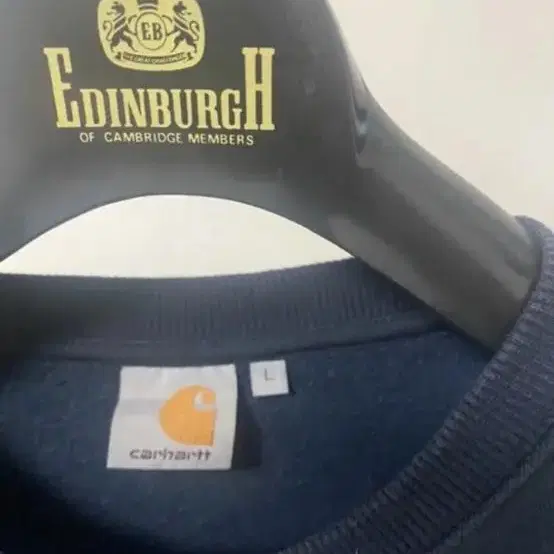 EB
EDINBURGH
OF CAMBRIDGE MEMBERS
L
carhartt